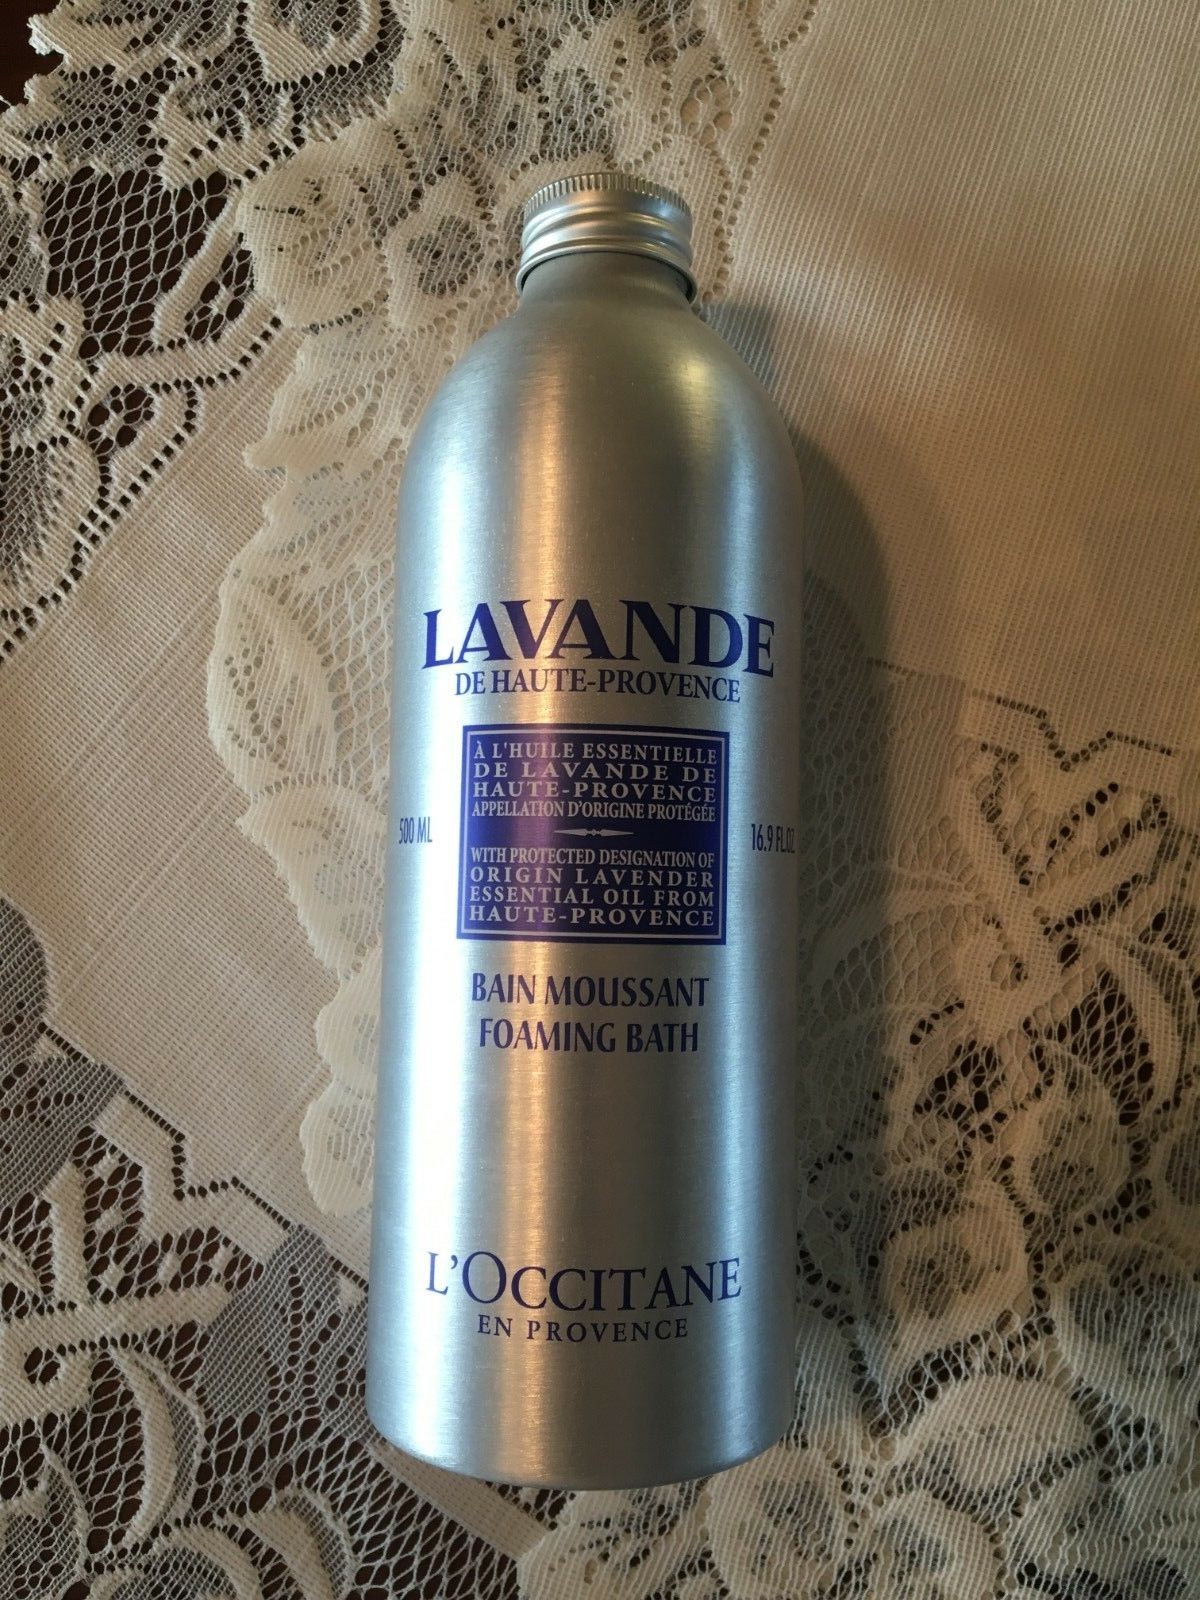 LAVANDE
DE HAUTE-PROVENCE
À L'HUILE ESSENTIELLE
DE LAVANDE DE
HAUTE-PROVENCE
APPELLATION D'ORIGINE PROTÉGÉE
500 ML
16.9 FL.OZ
WITH PROTECTED DESIGNATION OF
ORIGIN LAVENDER
ESSENTIAL OIL FROM
HAUTE-PROVENCE
BAIN MOUSSANT
FOAMING BATH
L'OCCITANE
EN PROVENCE